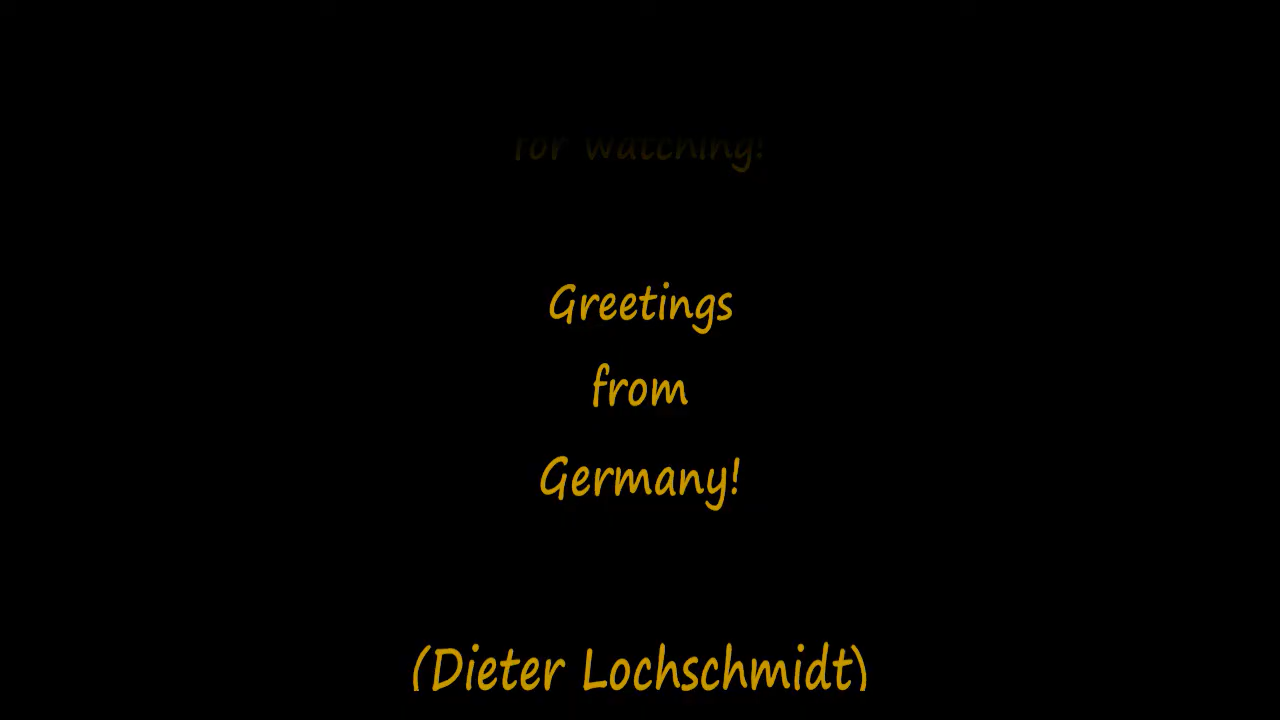 for watching!
Greetings
from
Germany!
(Dieter Lochschmidt)